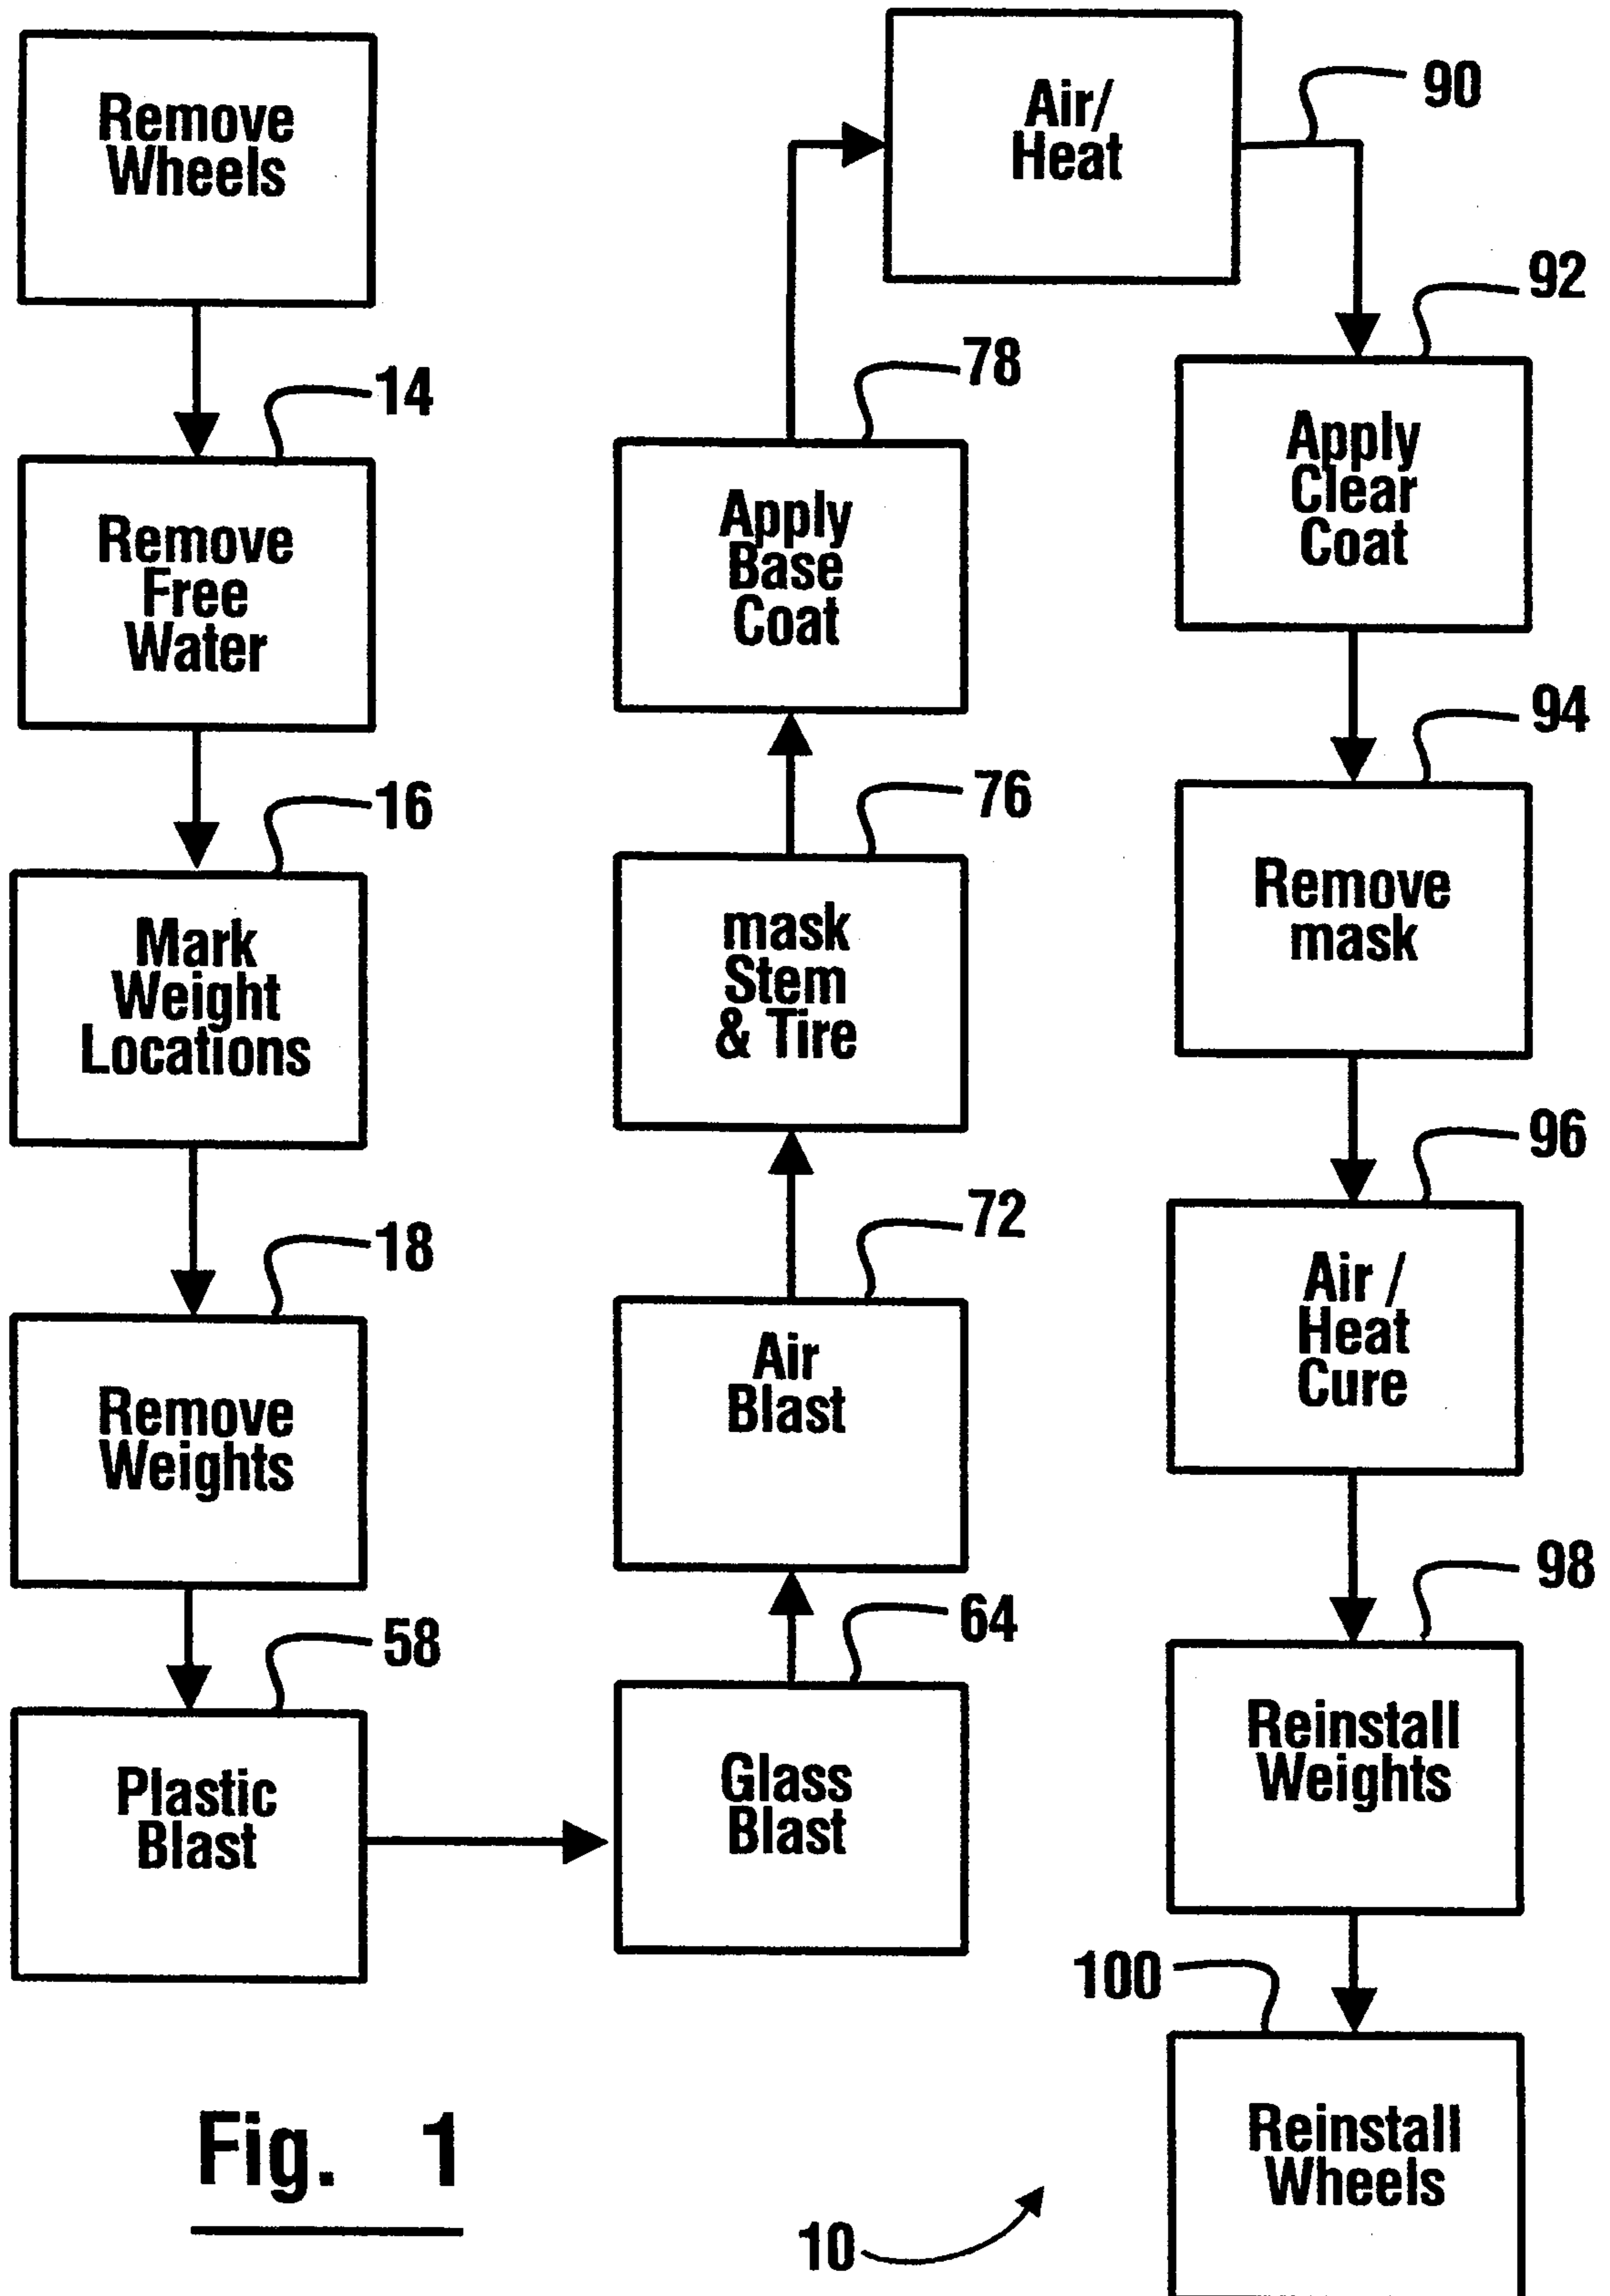 Remove
Wheels
14
Remove
Free
Water
16
Mark
Weight
Locations
18
Remove
Weights
58
Plastic
Blast
64
Glass
Blast
72
Air
Blast
76
mask
Stem
& Tire
78
Apply
Base
Coat
Air/
Heat
90
92
Apply
Clear
Coat
94
Remove
mask
96
Air /
Heat
Cure
98
Reinstall
Weights
100
Reinstall
Wheels
10
Fig. 1